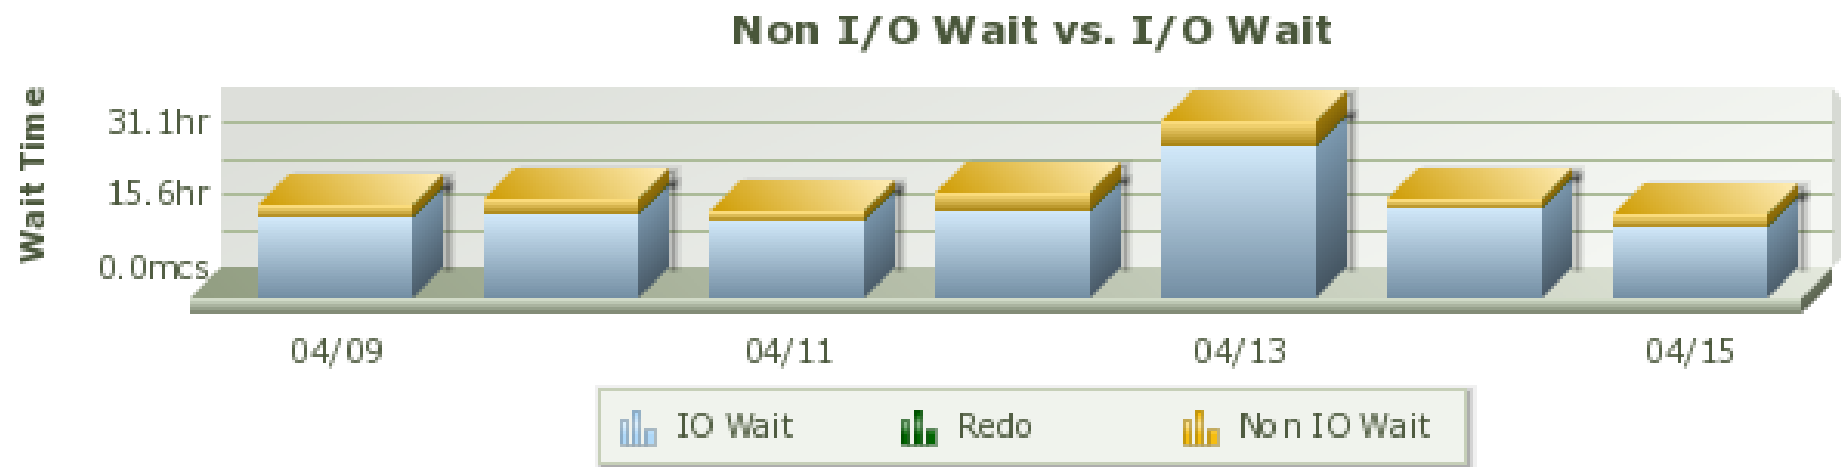 Non I/O Wait vs. I/O Wait
Wait Time
31.1hr
15.6hr
0.0mcs
04/09 04/11 04/13 04/15
IO Wait Redo Non IO Wait